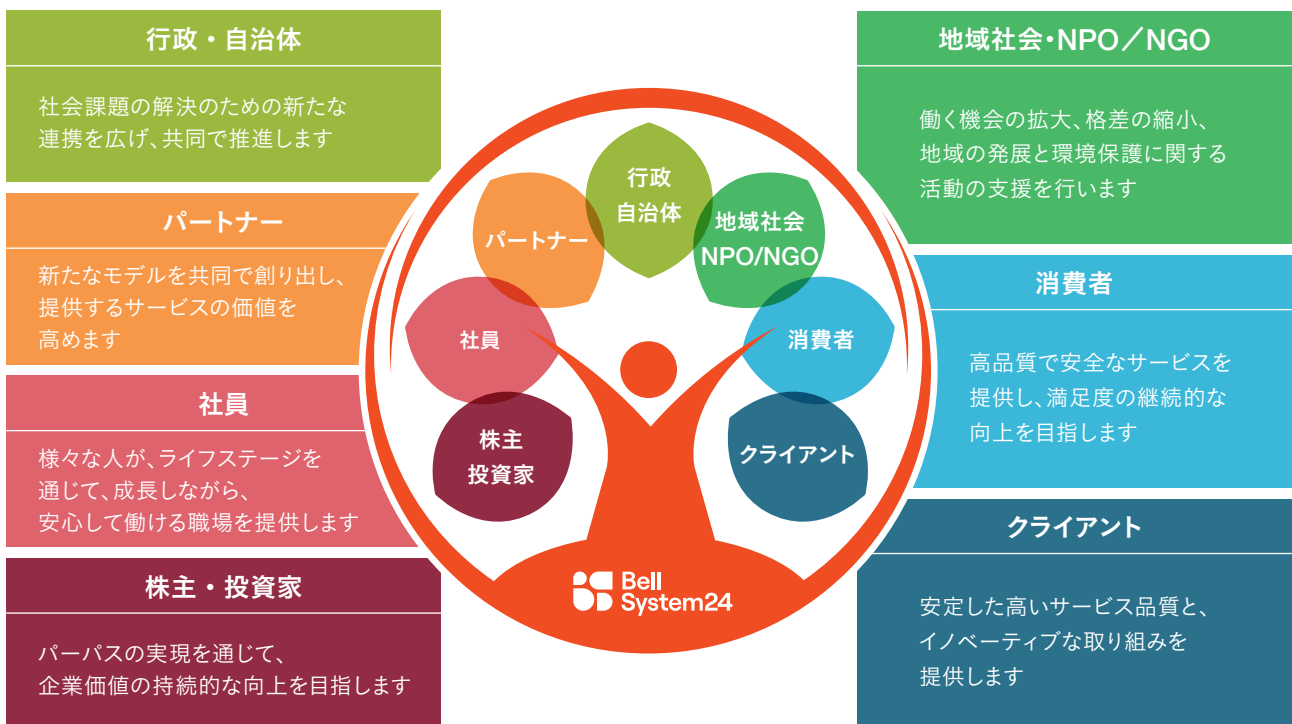 行政・自治体
社会課題の解決のための新たな
連携を広げ、共同で推進します
パートナー
新たなモデルを共同で創り出し、
提供するサービスの価値を
高めます
社員
様々な人が、ライフステージを
通じて、成長しながら、
安心して働ける職場を提供します
株主・投資家
パーパスの実現を通じて、
企業価値の持続的な向上を目指します
行政
自治体
パートナー
地域社会
NPO/NGO
社員
消費者
株主
投資家
クライアント
Bell
System24
地域社会・NPO／NGO
働く機会の拡大、格差の縮小、
地域の発展と環境保護に関する
活動の支援を行います
消費者
高品質で安全なサービスを
提供し、満足度の継続的な
向上を目指します
クライアント
安定した高いサービス品質と、
イノベーティブな取り組みを
提供します